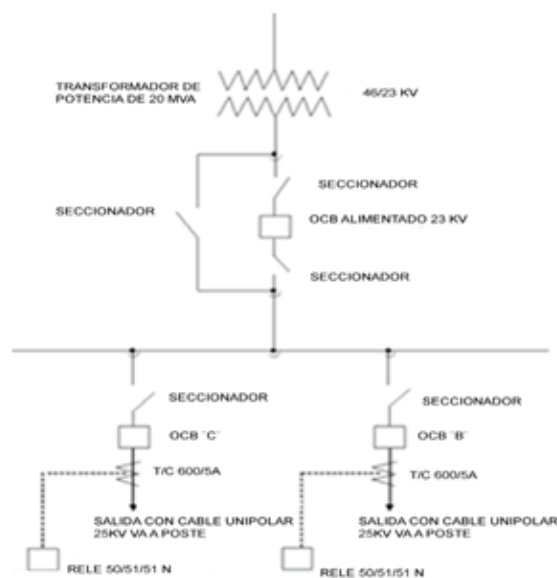 TRANSFORMADOR DE
POTENCIA DE 20 MVA
46/23 KV
SECCIONADOR
SECCIONADOR
OCB ALIMENTADO 23 KV
SECCIONADOR
SECCIONADOR
OCB ¨C¨
T/C 600/5A
SALIDA CON CABLE UNIPOLAR
25KV VA A POSTE
RELE 50/51/51 N
SECCIONADOR
OCB ¨B¨
T/C 600/5A
SALIDA CON CABLE UNIPOLAR
25KV VA A POSTE
RELE 50/51/51 N